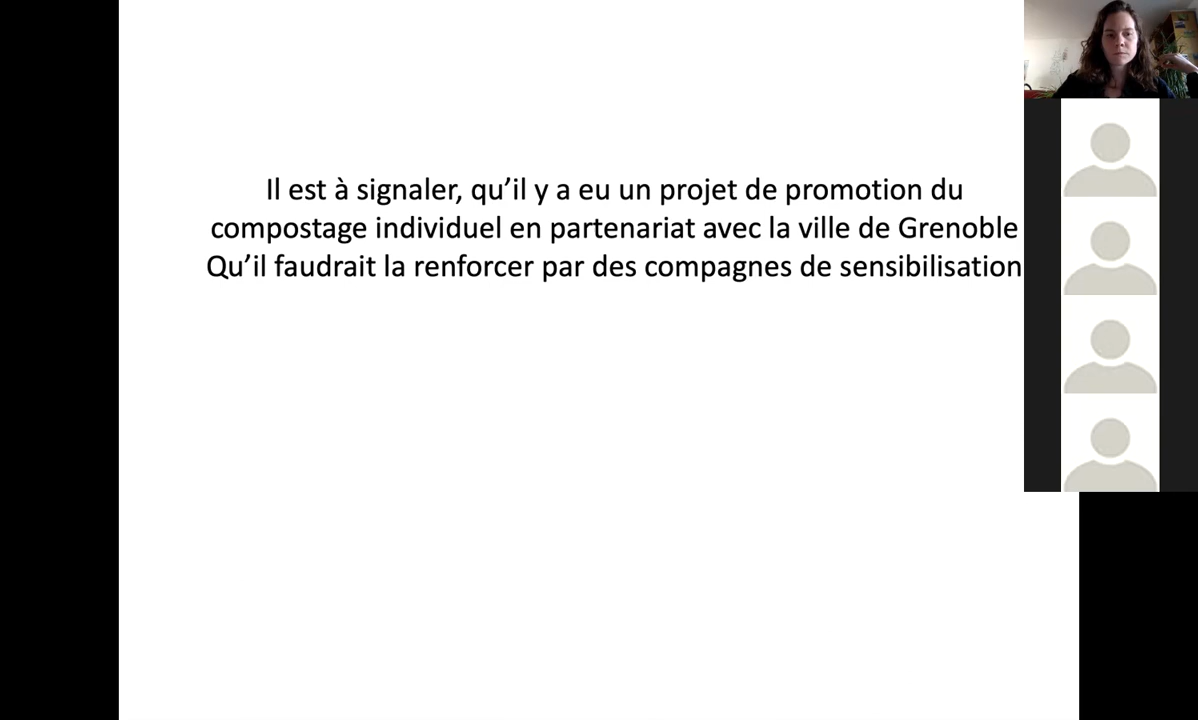 Il est à signaler, qu’il y a eu un projet de promotion du
compostage individuel en partenariat avec la ville de Grenoble
Qu’il faudrait la renforcer par des compagnes de sensibilisation